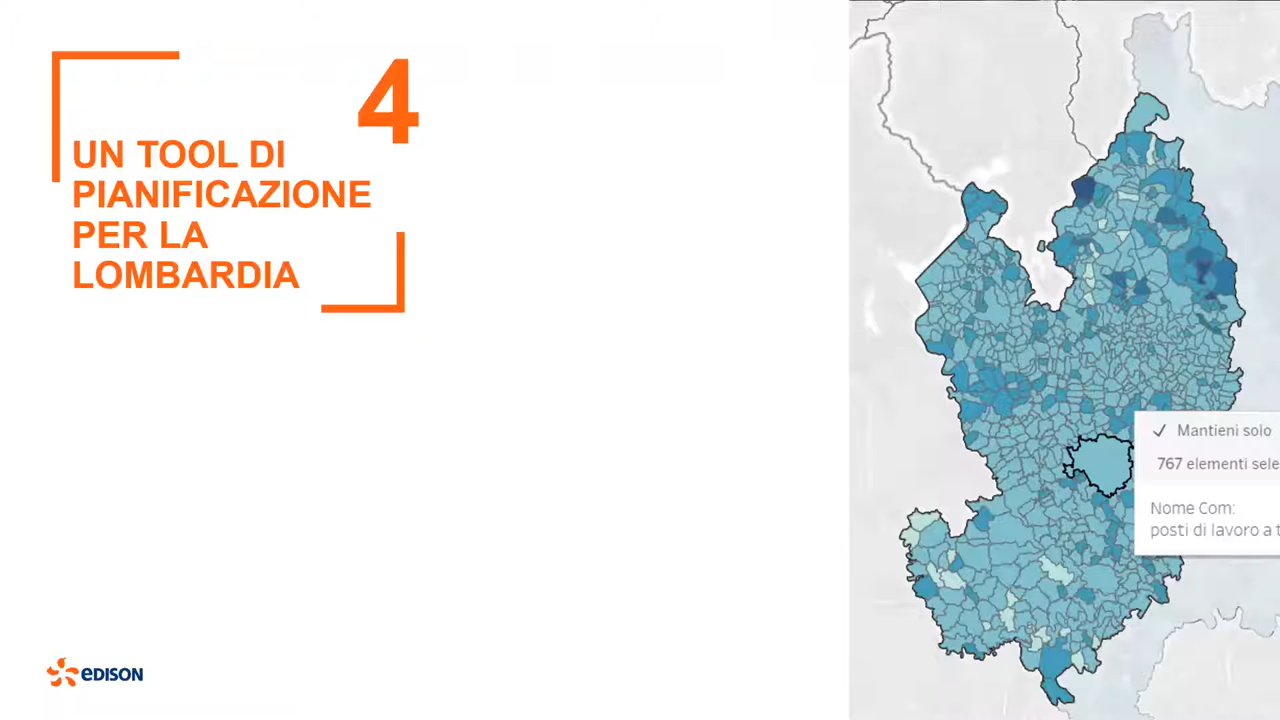 4
UN TOOL DI
PIANIFICAZIONE
PER LA
LOMBARDIA
Mantieni solo
767 elementi sele
Nome Com:
posti di lavoro a t
EDISON